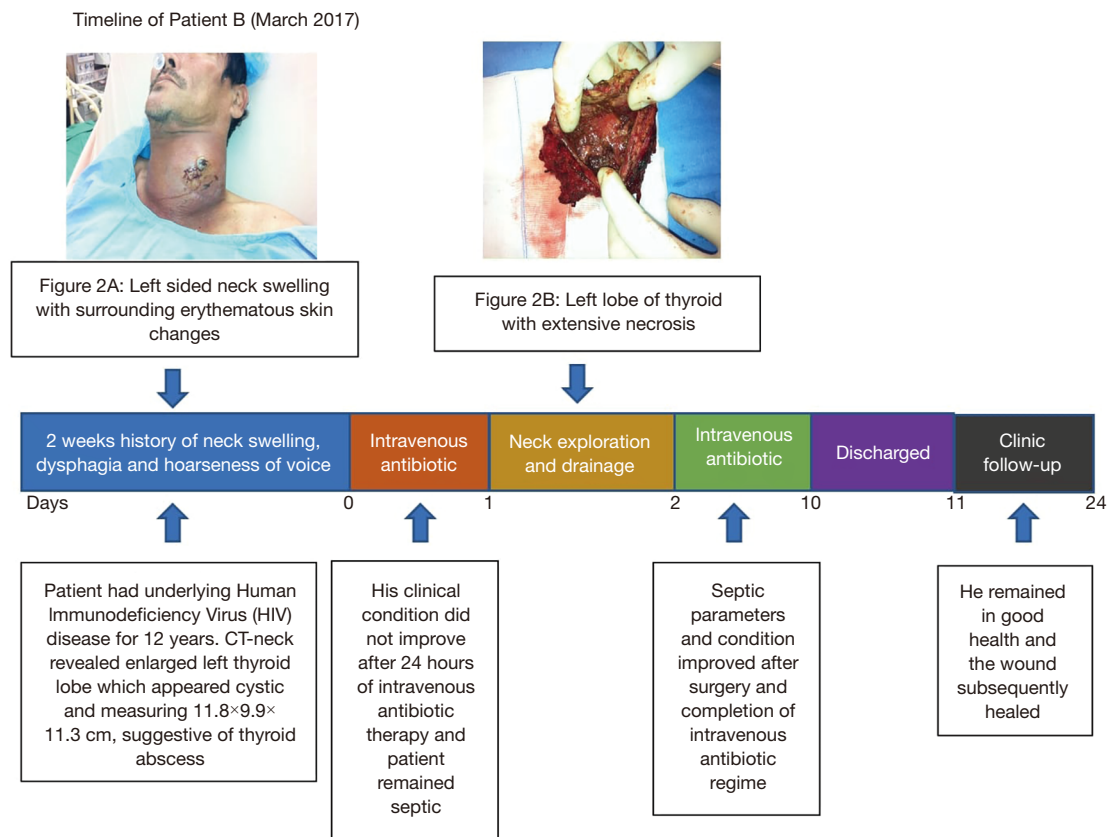 Timeline of Patient B (March 2017)
Figure 2A: Left sided neck swelling
with surrounding erythematous skin
changes
Figure 2B: Left lobe of thyroid
with extensive necrosis
2 weeks history of neck swelling,
dysphagia and hoarseness of voice
Intravenous
antibiotic
Neck exploration
and drainage
Intravenous
antibiotic
Discharged
Clinic
follow-up
Days 0 1 2 10 11 24
Patient had underlying Human
Immunodeficiency Virus (HIV)
disease for 12 years. CT-neck
revealed enlarged left thyroid
lobe which appeared cystic
and measuring 11.8×9.9×
11.3 cm, suggestive of thyroid
abscess
His clinical
condition did
not improve
after 24 hours
of intravenous
antibiotic
therapy and
patient
remained
septic
Septic
parameters
and condition
improved after
surgery and
completion of
intravenous
antibiotic
regime
He remained
in good
health and
the wound
subsequently
healed